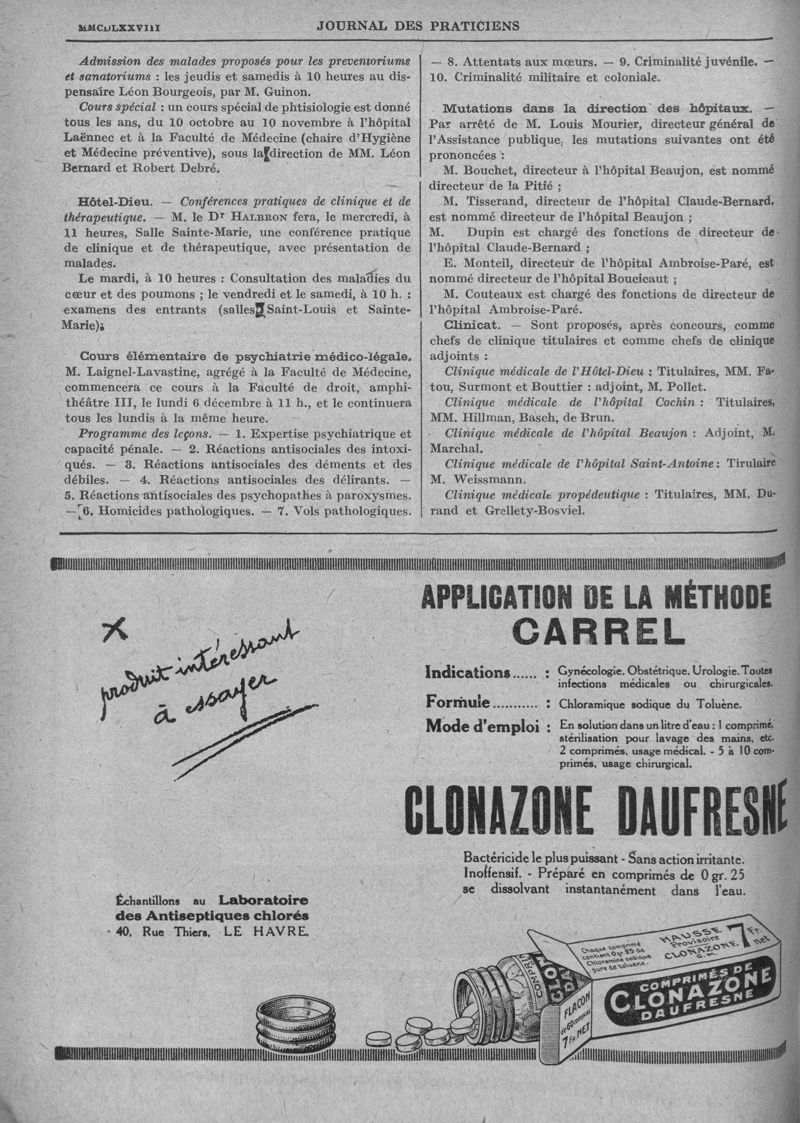 MMCDLXXVIII
JOURNAL DES PRATICIENS
Admission des malades proposés pour les preventoriums
et sanatoriums : les jeudis et samedis à 10 heures au dis-
pensaire Léon Bourgeois, par M. Guinon.
Cours spécial : un cours spécial de phtisiologie est donné
tous les ans, du 10 octobre au 10 novembre à l'hôpital
Laënnec et à la Faculté de Médecine (chaire d'Hygiène
et Médecine préventive), sous la direction de MM. Léon
Bernard et Robert Debré.
Hôtel-Dieu. — Conférences pratiques de clinique et de
thérapeutique. — M. le Dr HALBRON fera, le mercredi, à
11 heures, Salle Sainte-Marie, une conférence pratique
de clinique et de thérapeutique, avec présentation de
malades.
Le mardi, à 10 heures : Consultation des maladies du
cœur et des poumons ; le vendredi et le samedi, à 10 h. :
examens des entrants (salles Saint-Louis et Sainte-
Marie);
Cours élémentaire de psychiatrie médico-légale.
M. Laignel-Lavastine, agrégé à la Faculté de Médecine,
commencera ce cours à la Faculté de droit, amphi-
théâtre III, le lundi 6 décembre à 11 h., et le continuera
tous les lundis à la même heure.
Programme des leçons. — 1. Expertise psychiatrique et
capacité pénale. — 2. Réactions antisociales des intoxi-
qués. — 3. Réactions antisociales des déments et des
débiles. — 4. Réactions antisociales des délirants. —
5. Réactions antisociales des psychopathes à paroxysmes.
— 6. Homicides pathologiques. — 7. Vols pathologiques.
— 8. Attentats aux mœurs. — 9. Criminalité juvénile. —
10. Criminalité militaire et coloniale.
Mutations dans la direction des hôpitaux. —
Par arrêté de M. Louis Mourier, directeur général de
l'Assistance publique, les mutations suivantes ont été
prononcées :
M. Bouchet, directeur à l'hôpital Beaujon, est nommé
directeur de la Pitié ;
M. Tisserand, directeur de l'hôpital Claude-Bernard.
est nommé directeur de l'hôpital Beaujon ;
M. Dupin est chargé des fonctions de directeur de
l'hôpital Claude-Bernard ;
E. Monteil, directeur de l'hôpital Ambroise-Paré, est
nommé directeur de l'hôpital Boucicaut ;
M. Couteaux est chargé des fonctions de directeur de
l'hôpital Ambroise-Paré.
Clinicat. — Sont proposés, après concours, comme
chefs de clinique titulaires et comme chefs de clinique
adjoints :
Clinique médicale de l'Hôtel-Dieu : Titulaires, MM. Fa-
tou, Surmont et Bouttier : adjoint, M. Pollet.
Clinique médicale de l'hôpital Cochin : Titulaires,
MM. Hillman, Basch, de Brun.
Clinique médicale de l'hôpital Beaujon : Adjoint, M.
Marchal.
Clinique médicale de l'hôpital Saint-Antoine : Tirulaire
M. Weissmann.
Clinique médicale propédeutique : Titulaires, MM. Du-
rand et Grellety-Bosviel.
produit intéressant
à essayer
Échantillons au Laboratoire
des Antiseptiques chlorés
40, Rue Thiers, LE HAVRE.
APPLICATION DE LA MÉTHODE
CARREL
Indications...... : Gynécologie. Obstétrique. Urologie. Toutes
infections médicales ou chirurgicales.
Formule........... : Chloramique sodique du Toluène.
Mode d'emploi : En solution dans un litre d'eau : 1 comprimé,
stérilisation pour lavage des mains, etc.
2 comprimés, usage médical. - 5 à 10 com-
primés, usage chirurgical.
CLONAZONE DAUFRESNE
Bactéricide le plus puissant - Sans action irritante.
Inoffensif. - Préparé en comprimés de 0 gr. 25
se dissolvant instantanément dans l'eau.
Chaque comprimé
contient 0 gr 25 de
Chloramine sodique
pure de toluène.
HAUSSE
Provisoire
CLONAZONE.
7 Fr.
net
COMPRIMÉS DE
CLONAZONE
DAUFRESNE
FLACON
de 60 comprimés
7 Fr. NET